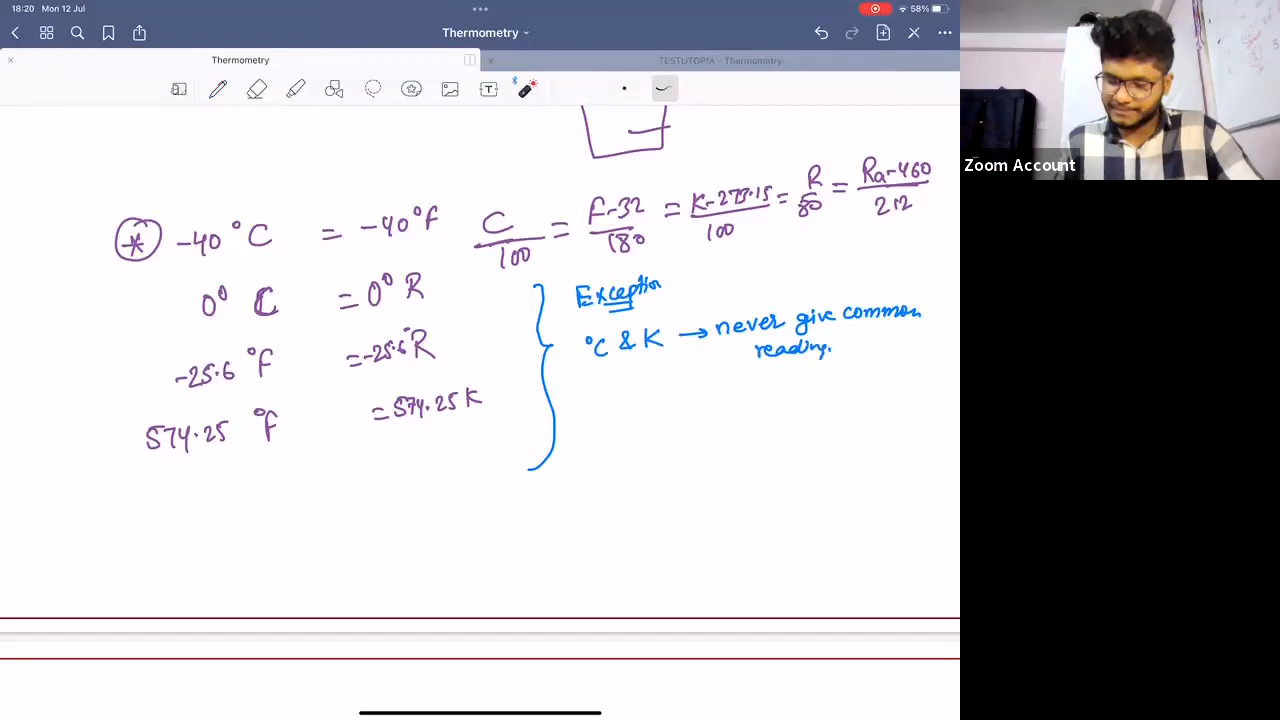 18:20 Mon 12 Jul
58%
Thermometry
Thermometry
TESTUTOPIA - Thermometry
T
Zoom Account
-40 °C = -40°F
C/100 = F-32/180 = K-273.15/100 = R/80 = Ra-460/212
0° C = 0° R
-25.6 °F = -25.6°R
574.25 °F = 574.25 K
Exception
°C & K → never give common
reading.